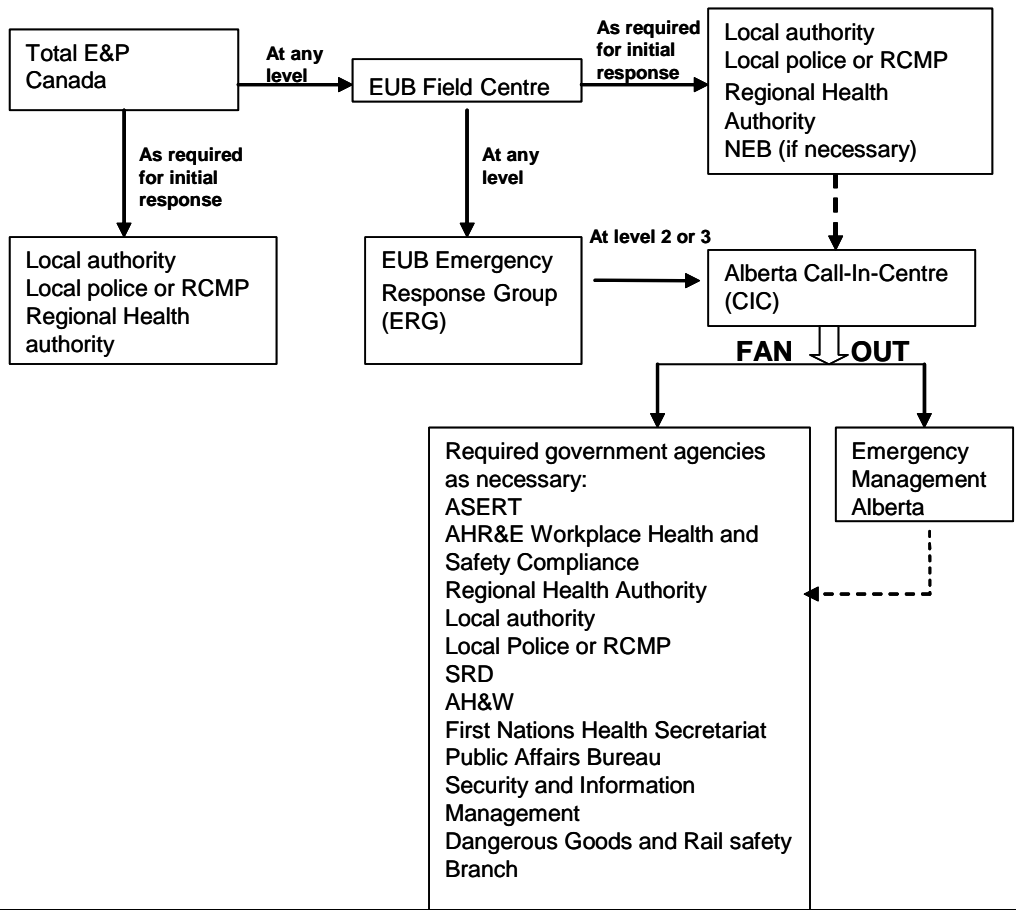 Total E&P
Canada
At any
level
EUB Field Centre
As required
for initial
response
Local authority
Local police or RCMP
Regional Health
Authority
NEB (if necessary)
As required
for initial
response
At any
level
Local authority
Local police or RCMP
Regional Health
authority
EUB Emergency
Response Group
(ERG)
At level 2 or 3
Alberta Call-In-Centre
(CIC)
FAN OUT
Required government agencies
as necessary:
ASERT
AHR&E Workplace Health and
Safety Compliance
Regional Health Authority
Local authority
Local Police or RCMP
SRD
AH&W
First Nations Health Secretariat
Public Affairs Bureau
Security and Information
Management
Dangerous Goods and Rail safety
Branch
Emergency
Management
Alberta